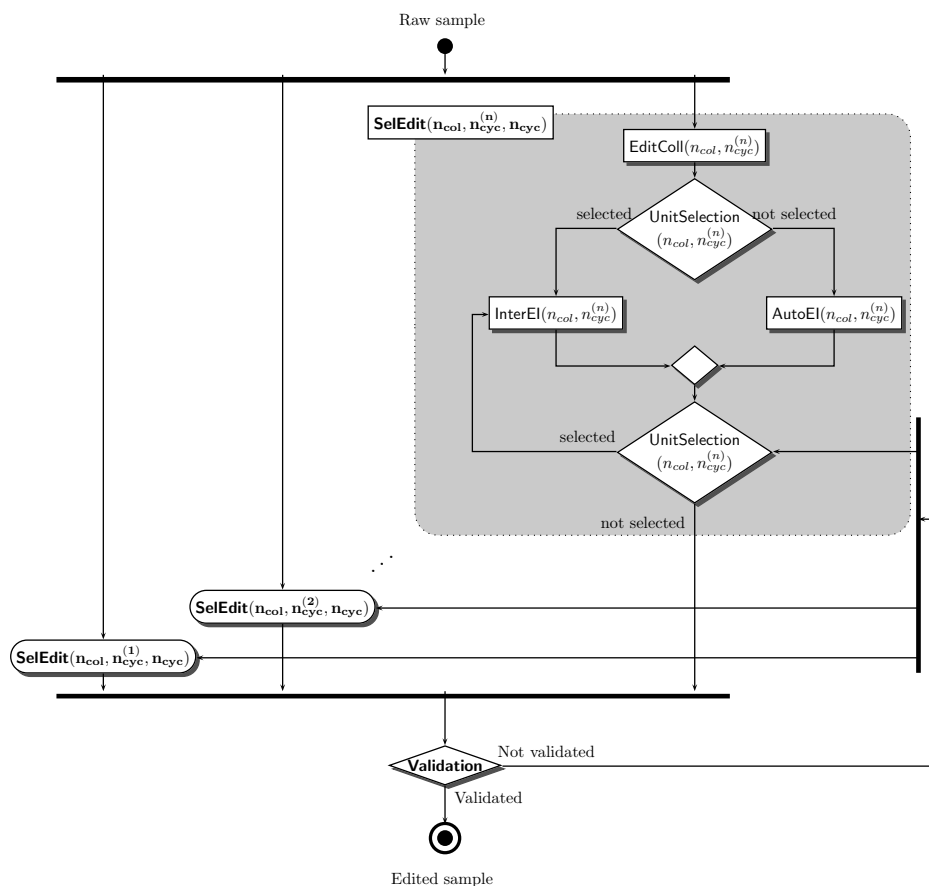 Raw sample
SelEdit(n_col, n_cyc^(n), n_cyc)
EditColl(n_col, n_cyc^(n))
selected
UnitSelection
(n_col, n_cyc^(n))
not selected
InterEI(n_col, n_cyc^(n))
AutoEI(n_col, n_cyc^(n))
selected
UnitSelection
(n_col, n_cyc^(n))
not selected
⋰
SelEdit(n_col, n_cyc^(2), n_cyc)
SelEdit(n_col, n_cyc^(1), n_cyc)
Not validated
Validation
Validated
Edited sample